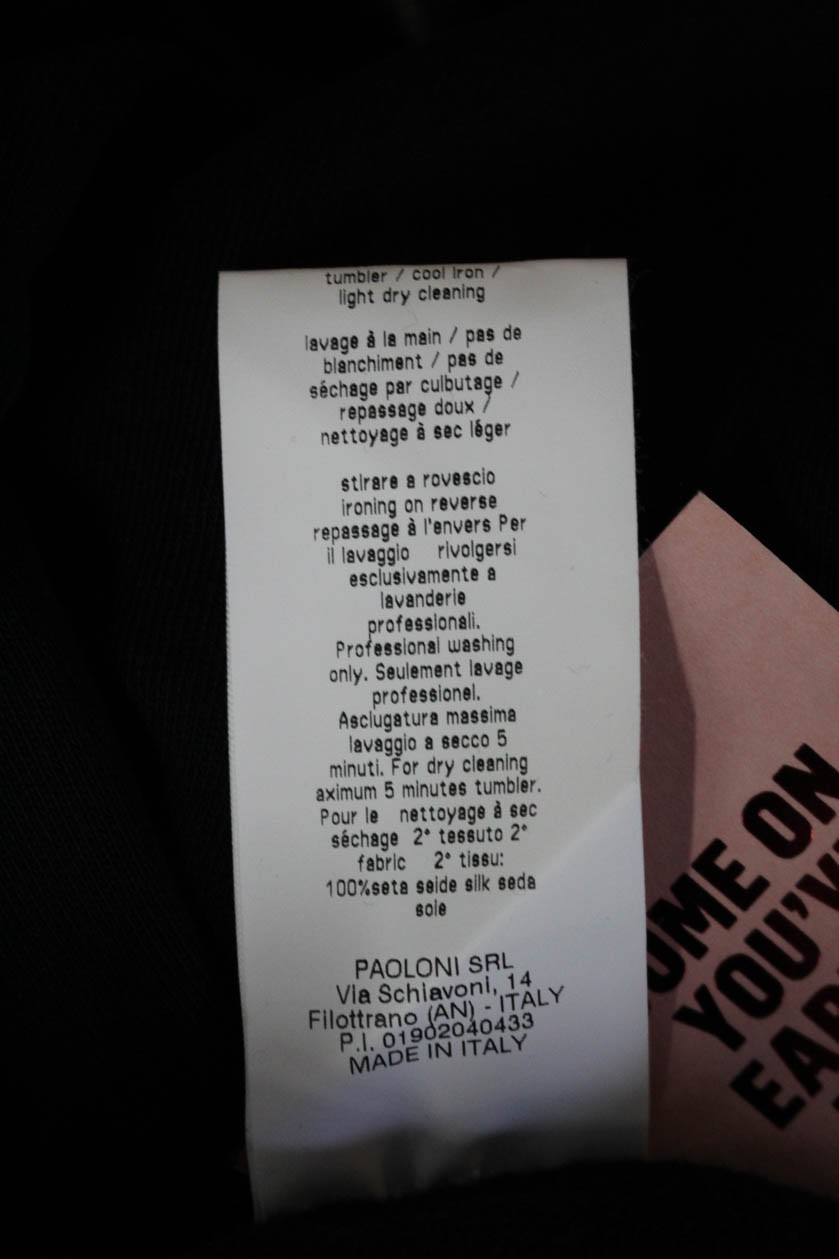 tumbler / cool iron /
light dry cleaning
lavage à la main / pas de
blanchiment / pas de
séchage par culbutage /
repassage doux /
nettoyage à sec léger
stirare a rovescio
ironing on reverse
repassage à l'envers Per
il lavaggio rivolgersi
esclusivamente a
lavanderie
professionali.
Professional washing
only. Seulement lavage
professionel.
Asciugatura massima
lavaggio a secco 5
minuti. For dry cleaning
aximum 5 minutes tumbler.
Pour le nettoyage à sec
séchage 2° tessuto 2°
fabric 2° tissu:
100%seta seide silk seda
soie
PAOLONI SRL
Via Schiavoni, 14
Filottrano (AN) - ITALY
P.I. 01902040433
MADE IN ITALY
OME ON
YOU'V
EAR